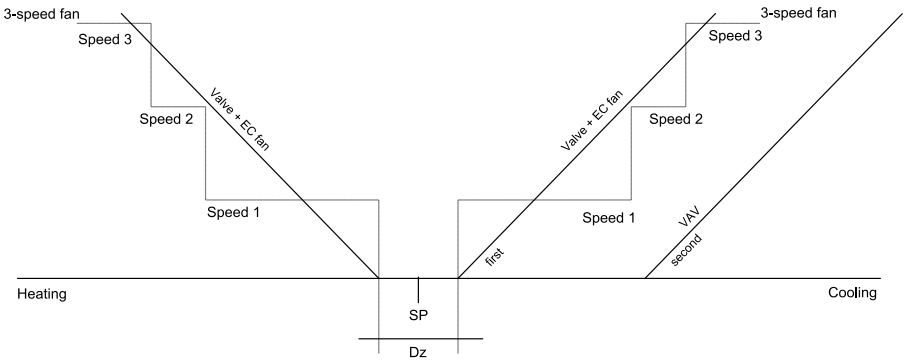 3-speed fan
3-speed fan
Speed 3
Speed 3
Valve + EC fan
Valve + EC fan
Speed 2
Speed 2
Speed 1
Speed 1
VAV
first
second
Heating
Cooling
SP
Dz